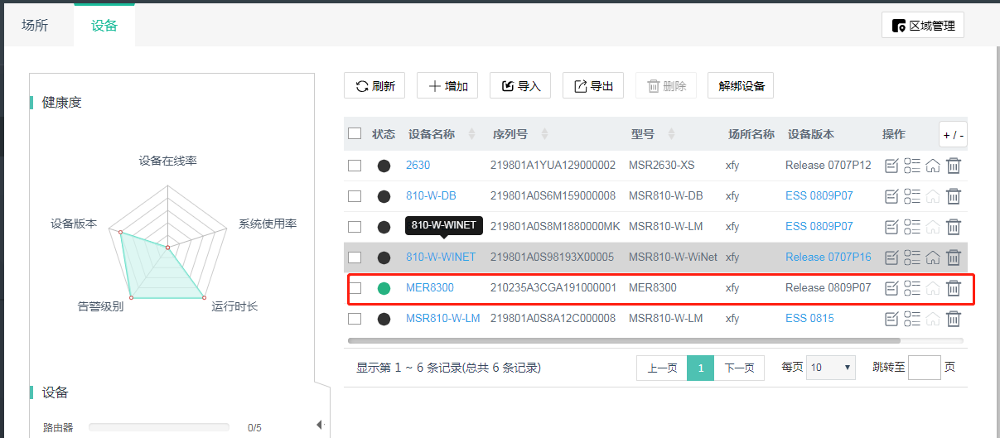 场所 设备 区域管理
健康度
设备在线率
设备版本 系统使用率
告警级别 运行时长
设备
路由器 0/5
刷新 增加 导入 导出 删除 解绑设备
状态 设备名称 序列号 型号 场所名称 设备版本 操作 + / -
2630 219801A1YUA129000002 MSR2630-XS xfy Release 0707P12
810-W-DB 219801A0S6M159000008 MSR810-W-DB xfy ESS 0809P07
810-W-WINET 219801A0S8M1880000MK MSR810-W-LM xfy ESS 0809P07
810-W-WINET 219801A0S98193X00005 MSR810-W-WiNet xfy Release 0707P16
MER8300 210235A3CGA191000001 MER8300 xfy Release 0809P07
MSR810-W-LM 219801A0S8A12C000008 MSR810-W-LM xfy ESS 0815
显示第 1 ~ 6 条记录(总共 6 条记录) 上一页 1 下一页 每页 10 跳转至 页